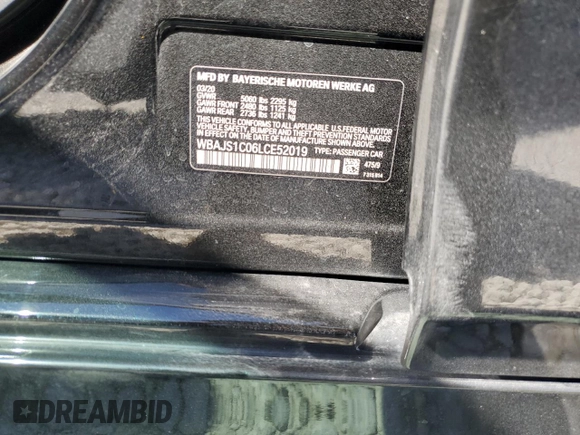 MFD BY BAYERISCHE MOTOREN WERKE AG
03/20
GVWR 5060 lbs 2295 kg
GAWR FRONT 2480 lbs 1125 kg
GAWR REAR 2736 lbs 1241 kg
THIS VEHICLE CONFORMS TO ALL APPLICABLE U.S. FEDERAL MOTOR
VEHICLE SAFETY, BUMPER AND THEFT PREVENTION STANDARDS
IN EFFECT ON THE DATE OF MANUFACTURE SHOWN ABOVE.
WBAJS1C06LCE52019 TYPE: PASSENGER CAR
475/9
DREAMBID